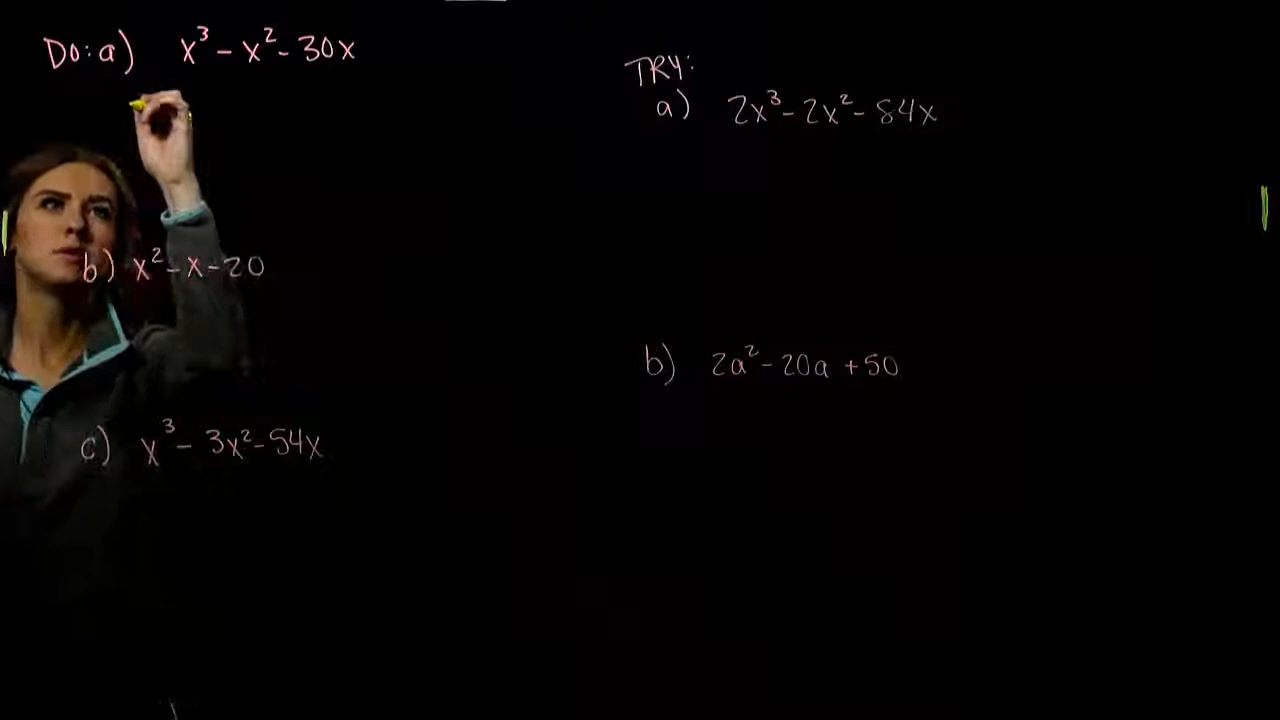 Do: a) x³ - x² - 30x
b) x² - x - 20
c) x³ - 3x² - 54x
TRY:
a) 2x³ - 2x² - 84x
b) 2a² - 20a + 50